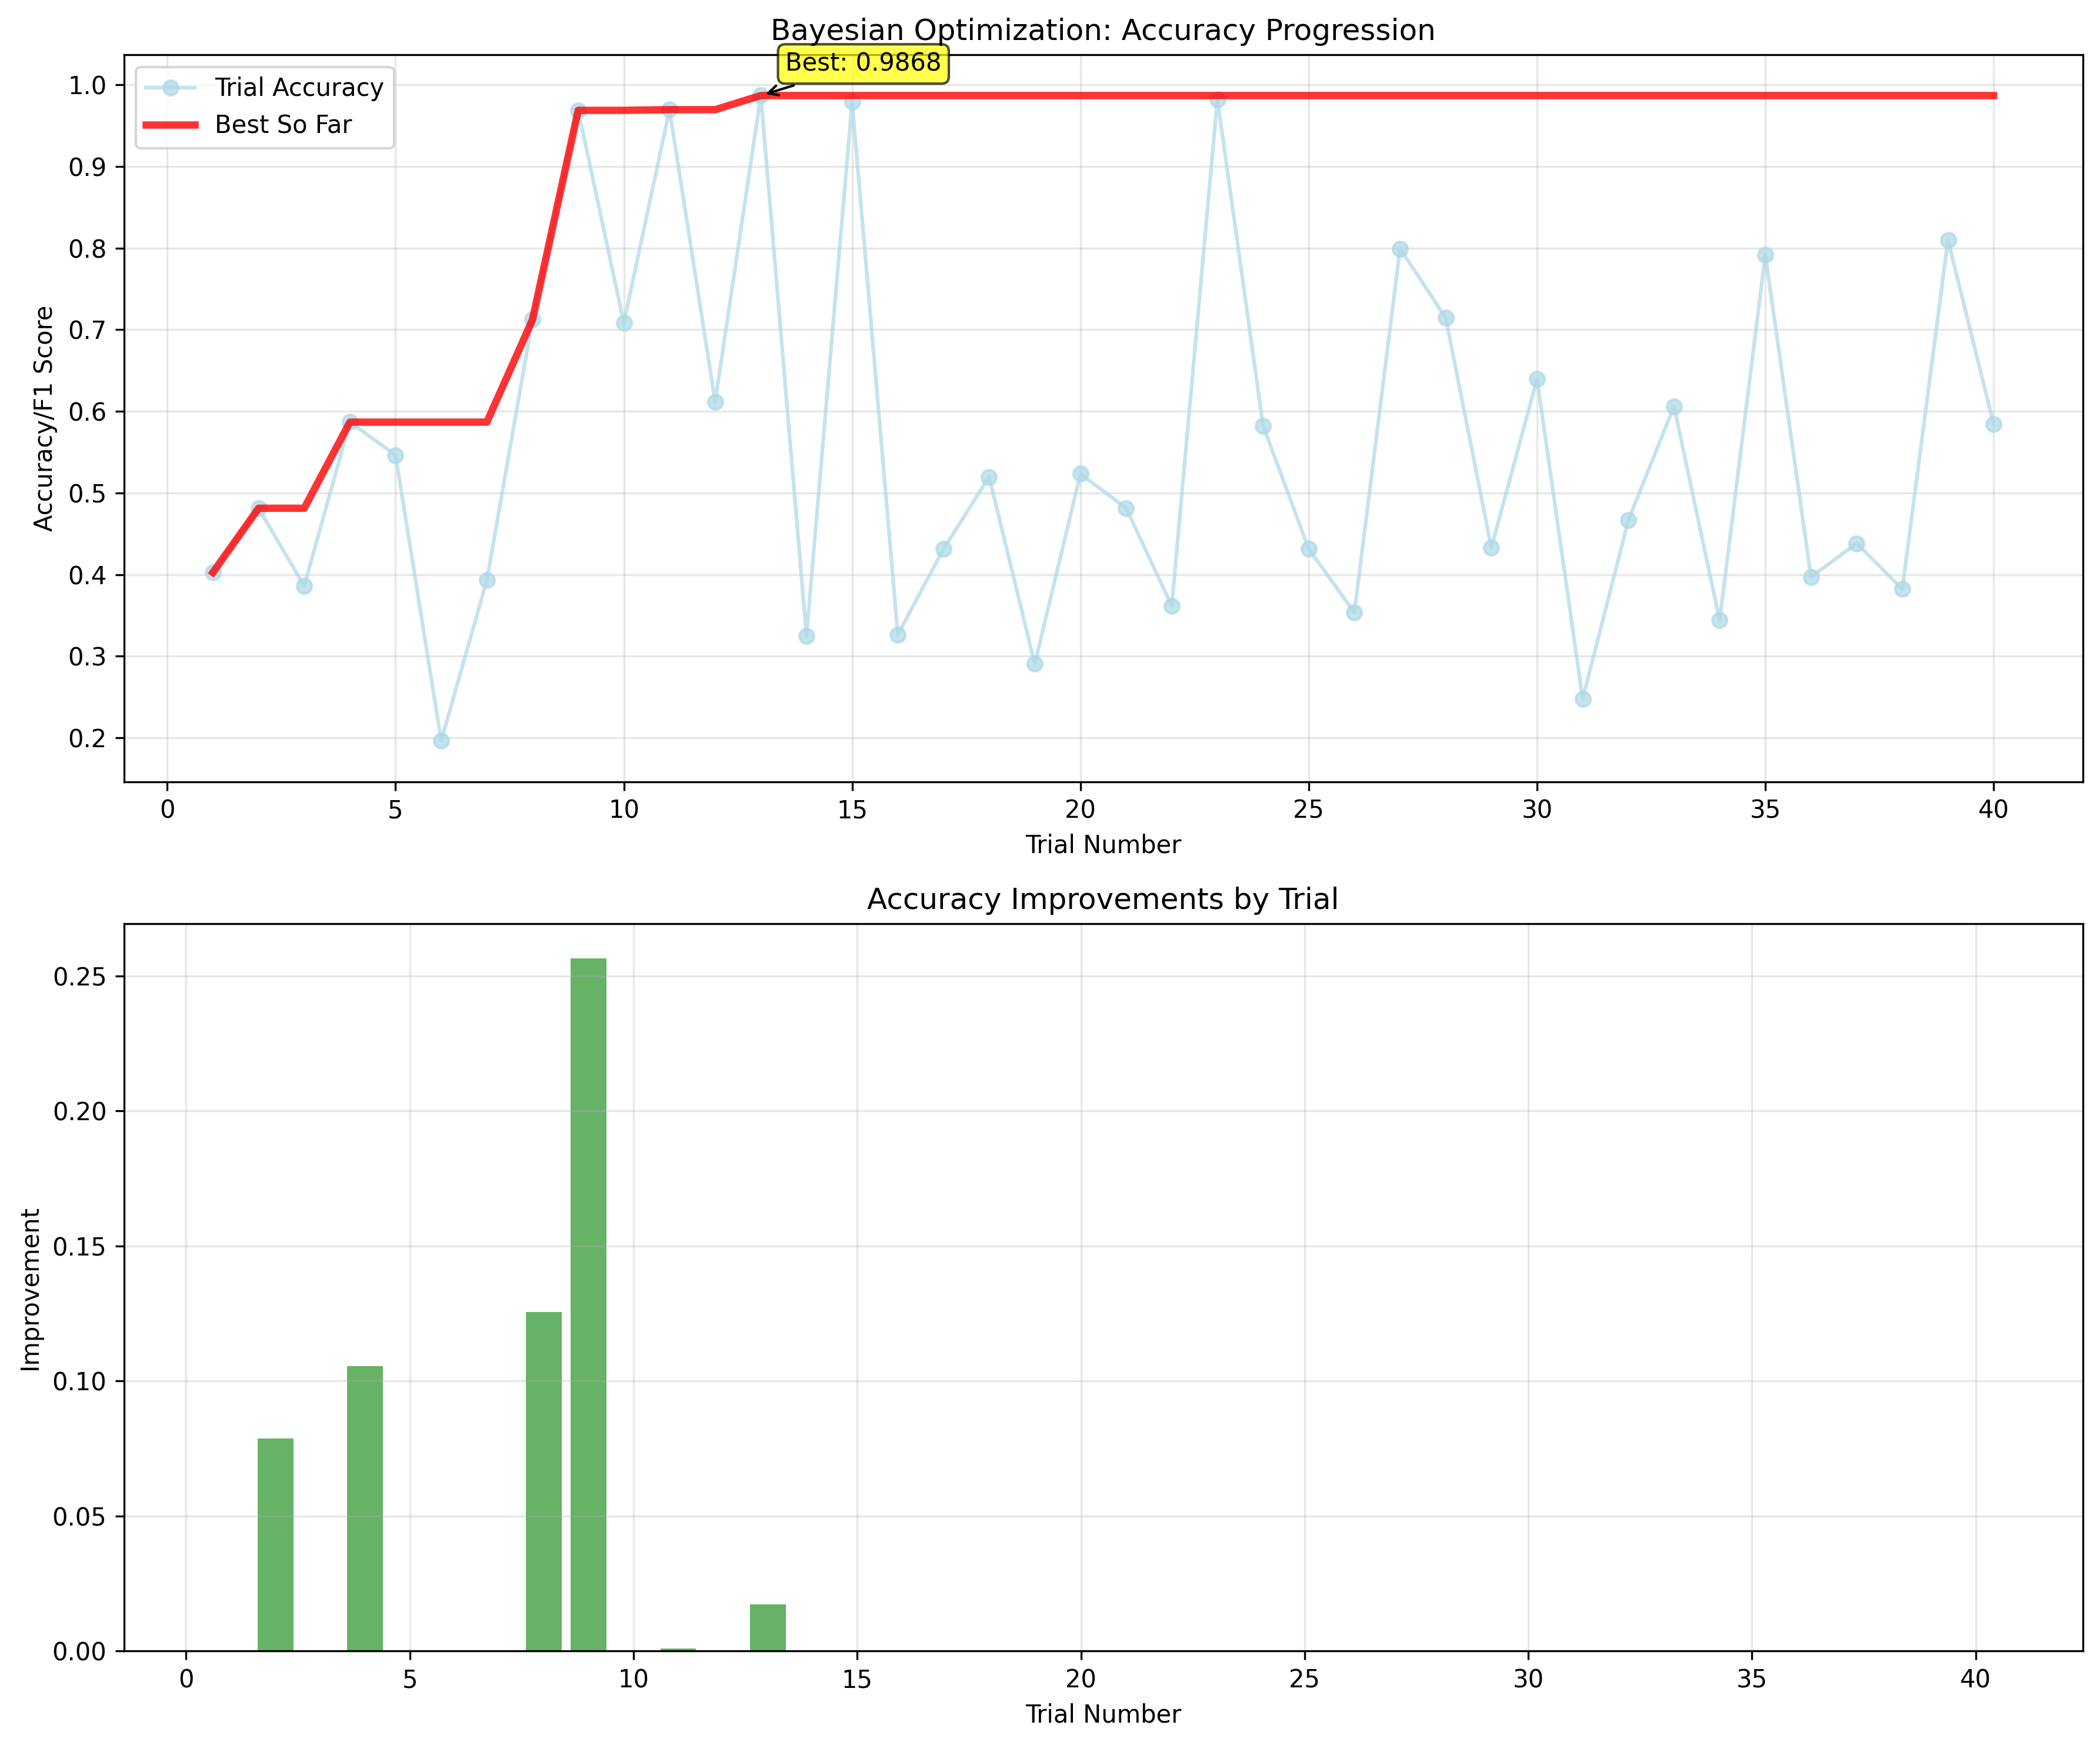 Bayesian Optimization: Accuracy Progression
Best: 0.9868
Trial Accuracy
Best So Far
Accuracy/F1 Score
1.0
0.9
0.8
0.7
0.6
0.5
0.4
0.3
0.2
0 5 10 15 20 25 30 35 40
Trial Number
Accuracy Improvements by Trial
Improvement
0.25
0.20
0.15
0.10
0.05
0.00
0 5 10 15 20 25 30 35 40
Trial Number